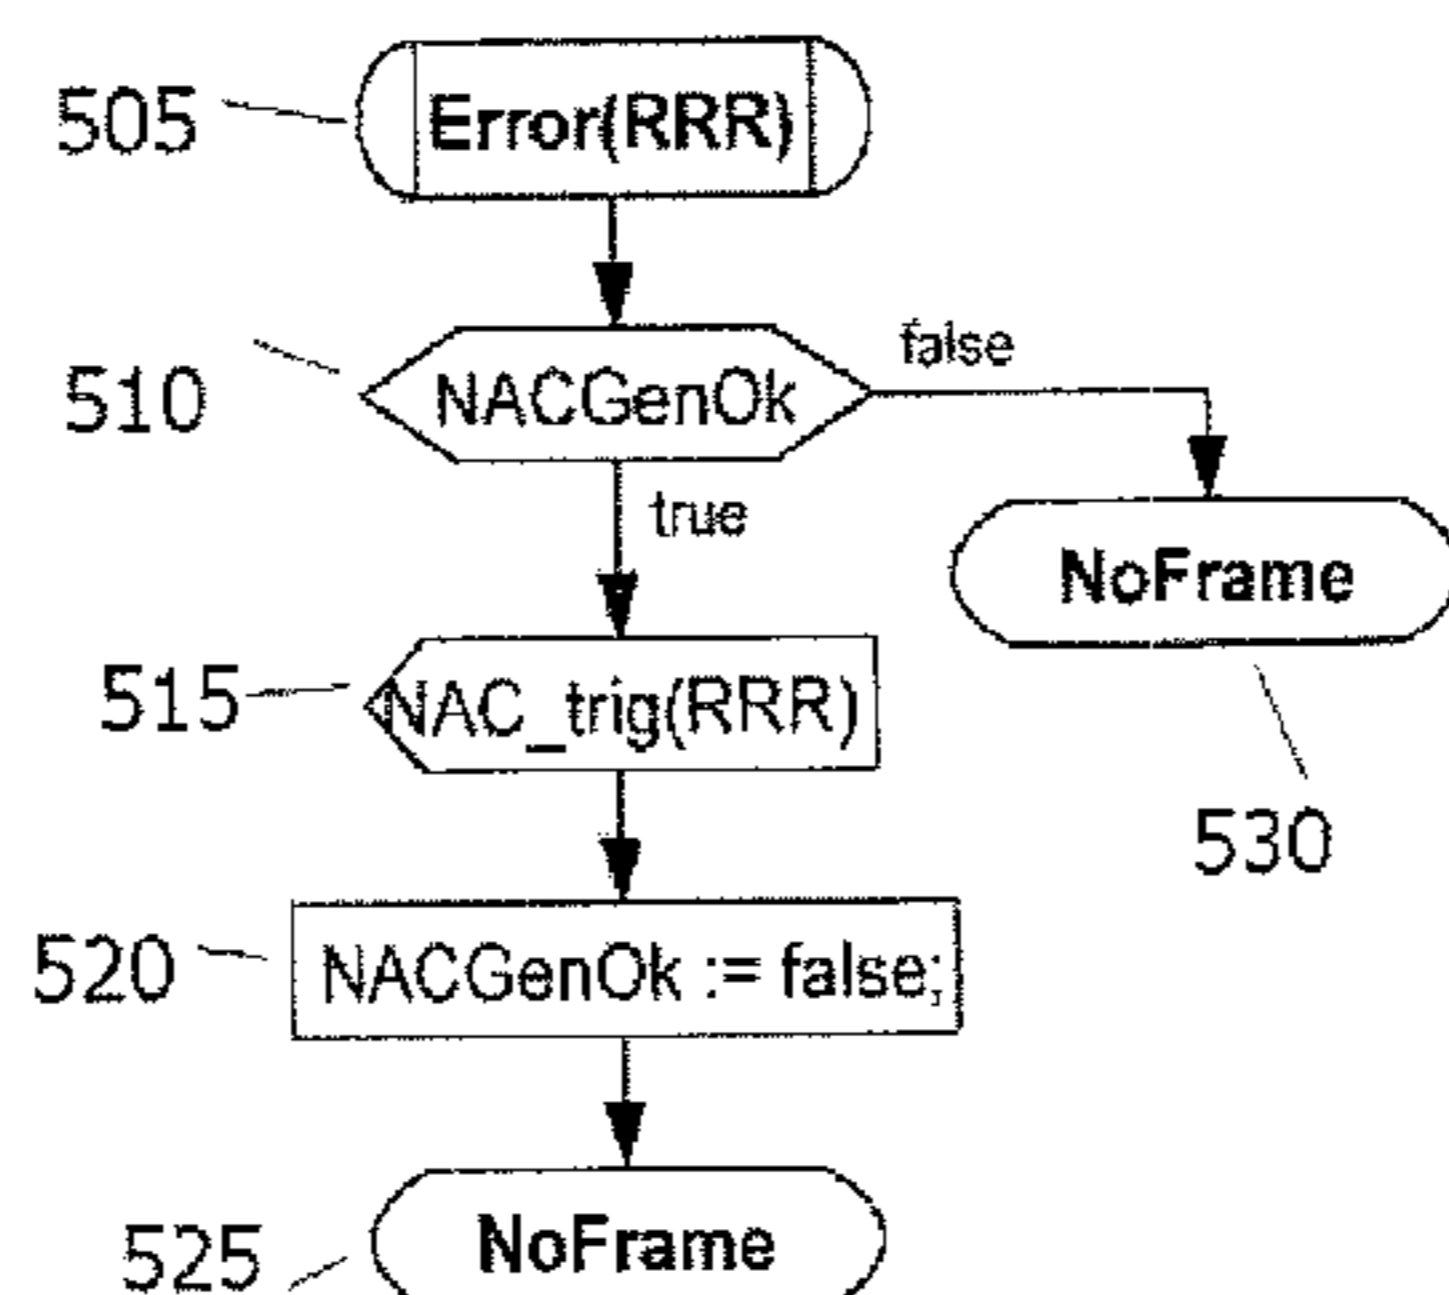 505
Error(RRR)
510
NACGenOk
false
true
NoFrame
515
NAC_trig(RRR)
530
520
NACGenOk := false;
525
NoFrame